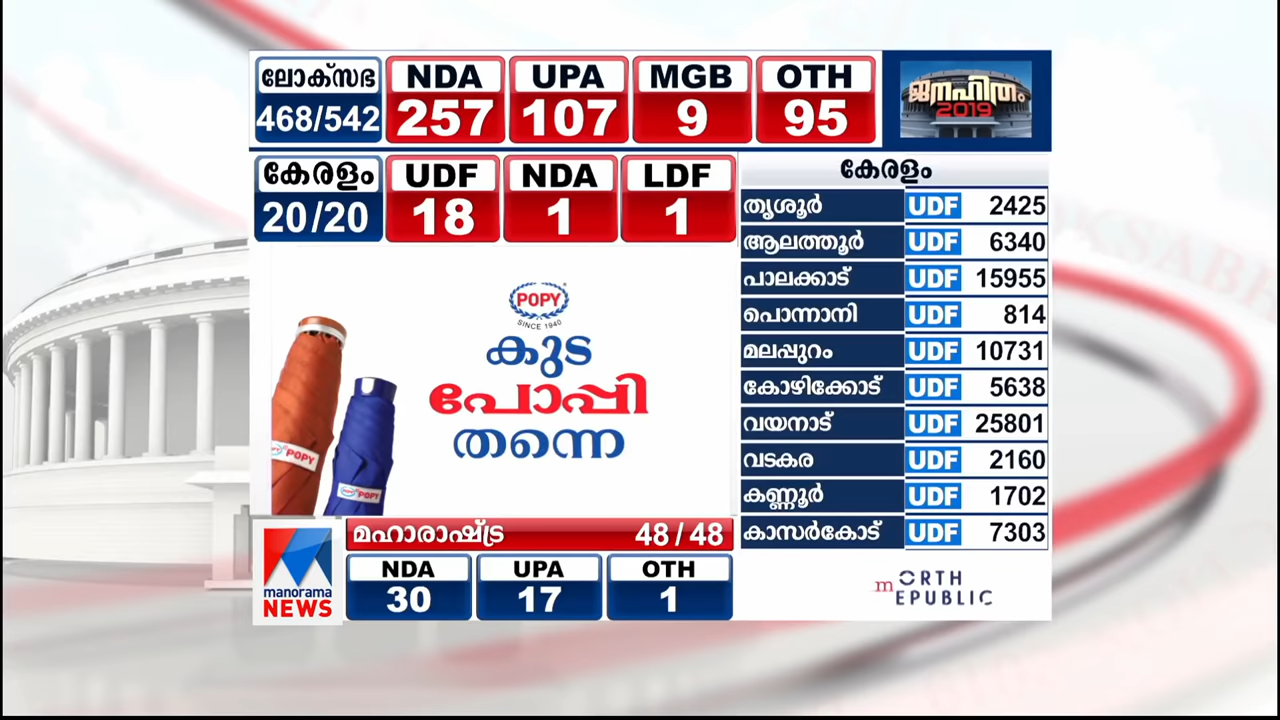 ലോക്സഭ NDA UPA MGB OTH
468/542 257 107 9 95
ജനഹിതം
2019
കേരളം UDF NDA LDF
20/20 18 1 1
POPY
SINCE 1940
കുട
പോപ്പി
തന്നെ
POPY
POPY
കേരളം
തൃശൂർ UDF 2425
ആലത്തൂർ UDF 6340
പാലക്കാട് UDF 15955
പൊന്നാനി UDF 814
മലപ്പുറം UDF 10731
കോഴിക്കോട് UDF 5638
വയനാട് UDF 25801
വടകര UDF 2160
കണ്ണൂർ UDF 1702
കാസർകോട് UDF 7303
മഹാരാഷ്ട്ര 48/48
NDA UPA OTH
30 17 1
manorama
NEWS